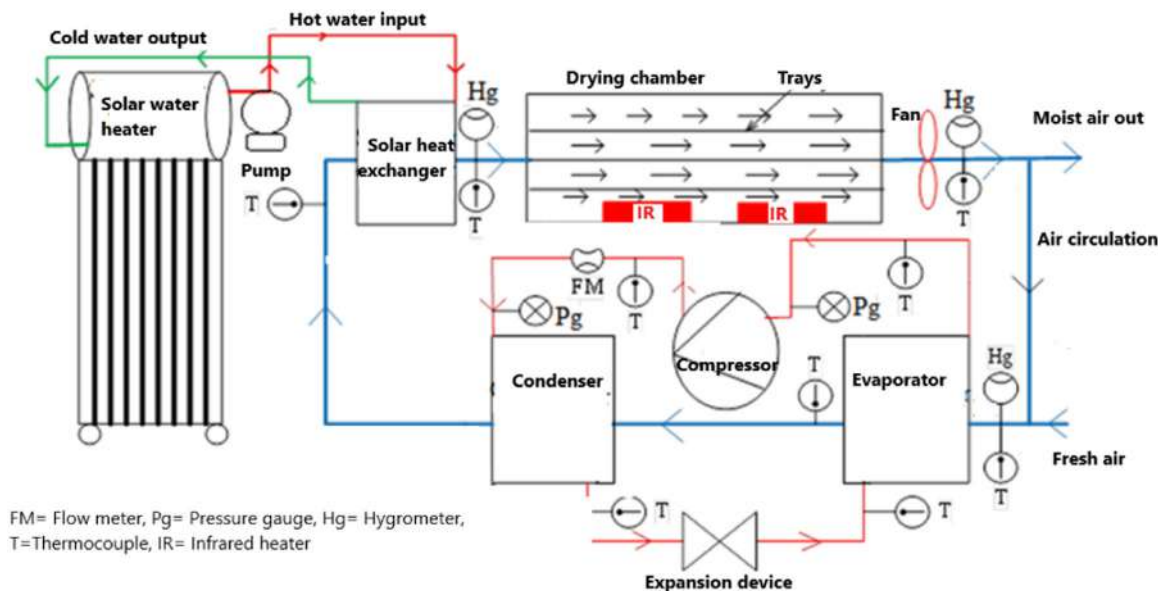 Hot water input
Cold water output
Solar water
heater
Pump
T
Solar heat
exchanger
Hg
T
Drying chamber
Trays
IR
IR
Fan
Hg
T
Moist air out
Air circulation
FM
T
Pg
Compressor
Pg
T
Condenser
T
Evaporator
Hg
T
Fresh air
T
T
Expansion device
FM= Flow meter, Pg= Pressure gauge, Hg= Hygrometer,
T=Thermocouple, IR= Infrared heater